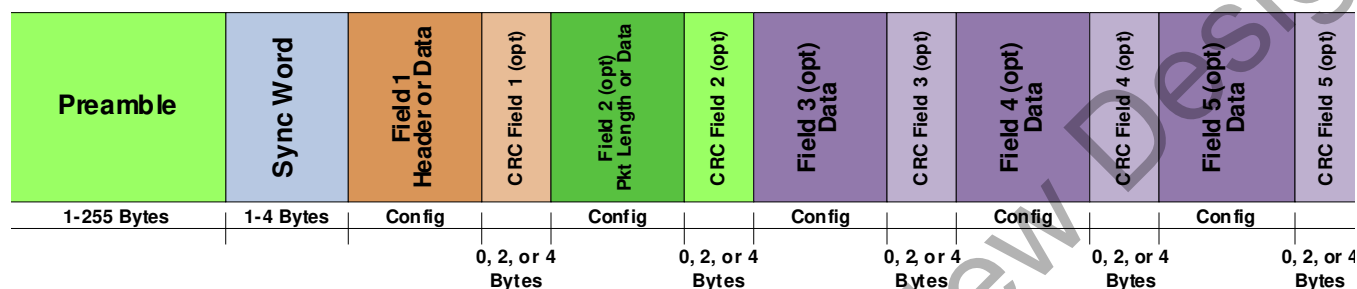 Preamble
Sync Word
Field 1
Header or Data
CRC Field 1 (opt)
Field 2 (opt)
Pkt Length or Data
CRC Field 2 (opt)
Field 3 (opt)
Data
CRC Field 3 (opt)
Field 4 (opt)
Data
CRC Field 4 (opt)
Field 5 (opt)
Data
CRC Field 5 (opt)
1-255 Bytes
1-4 Bytes
Config
Config
Config
Config
Config
0, 2, or 4
Bytes
0, 2, or 4
Bytes
0, 2, or 4
Bytes
0, 2, or 4
Bytes
0, 2, or 4
Bytes
ew Desig